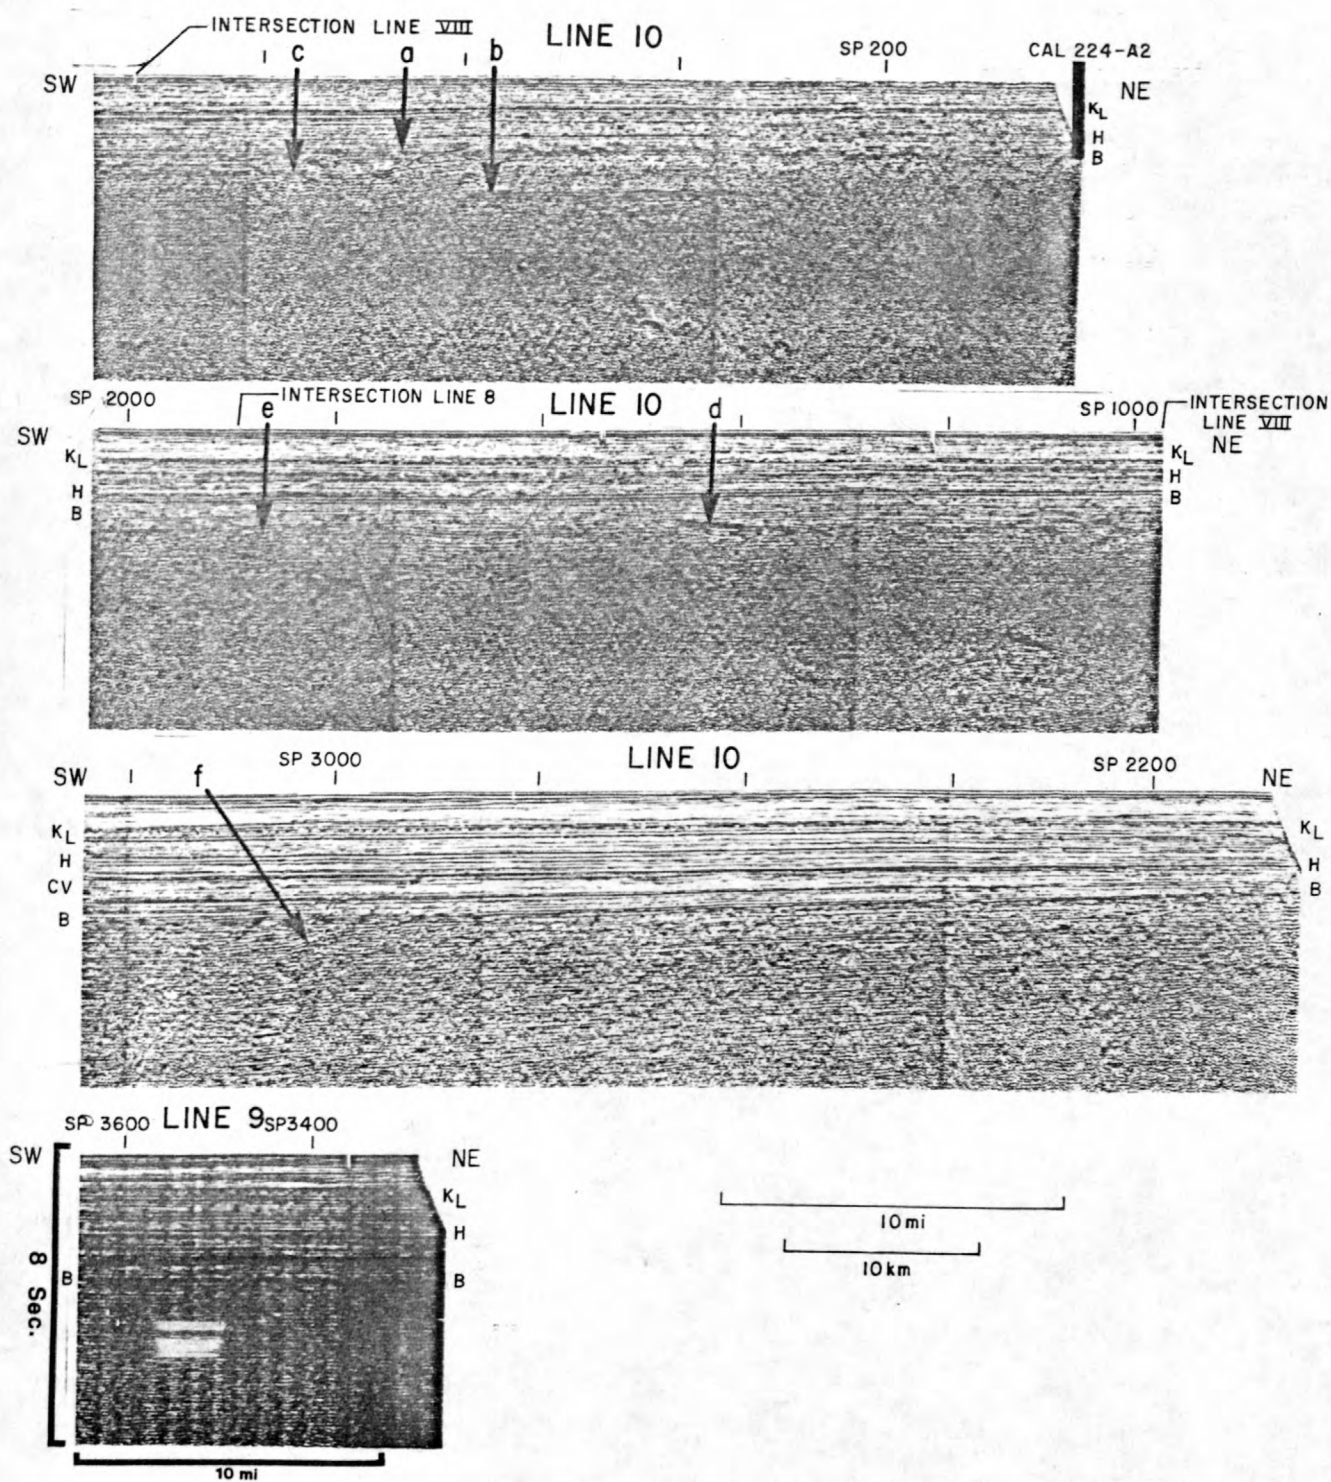 INTERSECTION LINE VIII
LINE 10
c a b SP 200 CAL 224-A2
SW NE
KL
H
B
SP 2000 INTERSECTION LINE 8 LINE 10 SP 1000 INTERSECTION
LINE VIII
e d
SW NE
KL KL
H H
B B
SP 3000 LINE 10 SP 2200
SW f NE
KL KL
H H
CV B
B
SP 3600 LINE 9 SP3400
SW NE
KL
H
B B
8 Sec.
10 mi
10 km
10 mi